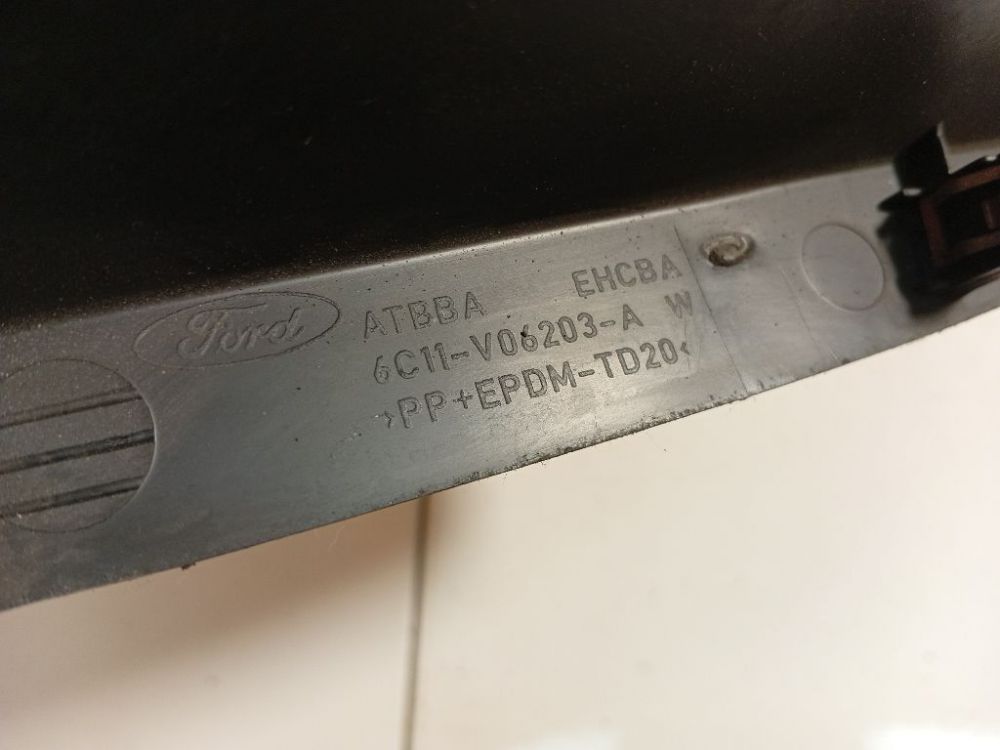 Ford
ATBBA EHCBA
6C11-V06203-A W
>PP+EPDM-TD20<